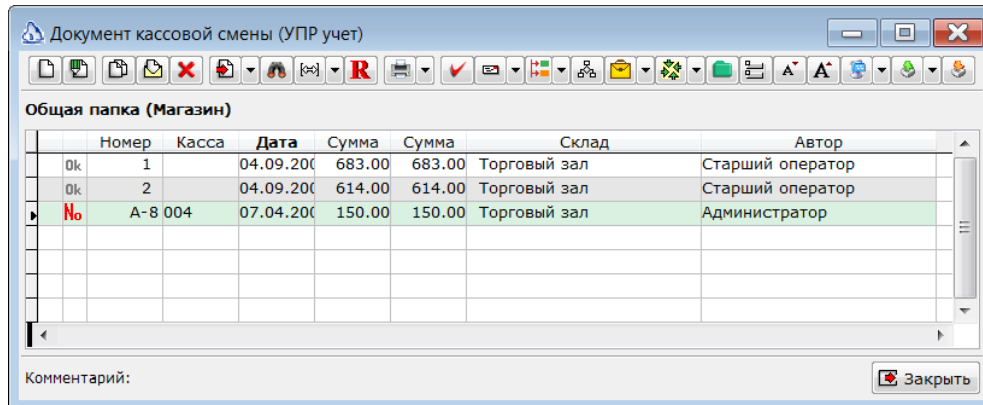 Документ кассовой смены (УПР учет)
R
Общая папка (Магазин)
Номер Касса Дата Сумма Сумма Склад Автор
Ok 1 04.09.200 683.00 683.00 Торговый зал Старший оператор
Ok 2 04.09.200 614.00 614.00 Торговый зал Старший оператор
No А-8 004 07.04.200 150.00 150.00 Торговый зал Администратор
Комментарий:
Закрыть